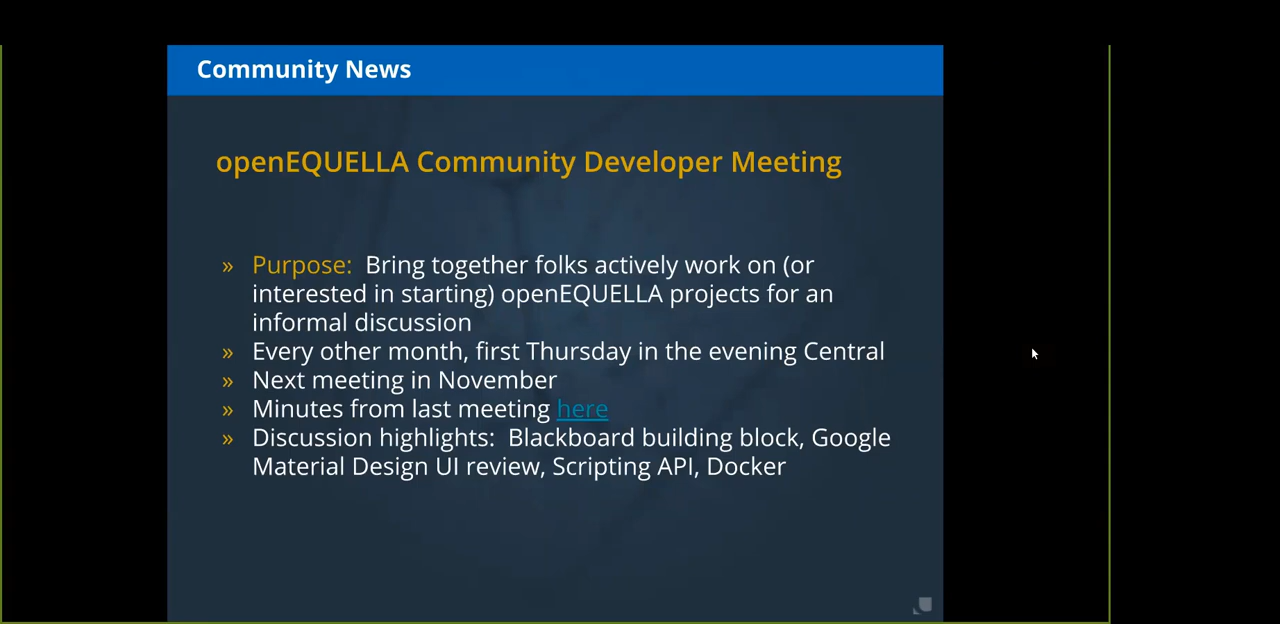 Community News
openEQUELLA Community Developer Meeting
» Purpose: Bring together folks actively work on (or
interested in starting) openEQUELLA projects for an
informal discussion
» Every other month, first Thursday in the evening Central
» Next meeting in November
» Minutes from last meeting here
» Discussion highlights: Blackboard building block, Google
Material Design UI review, Scripting API, Docker